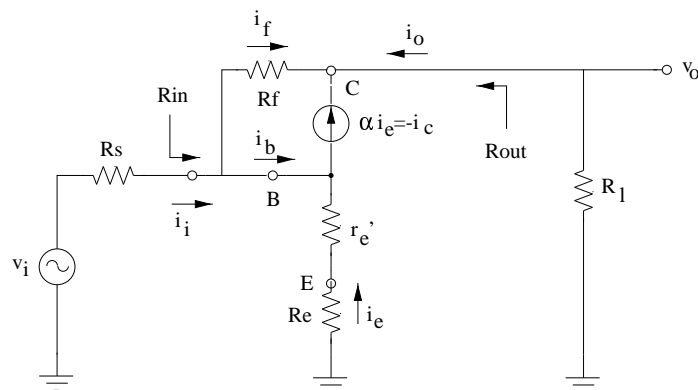 i_f
i_o
v_o
Rf
C
Rin
α i_e=-i_c
Rs
i_b
Rout
R_l
B
i_i
r_e'
v_i
E
Re
i_e